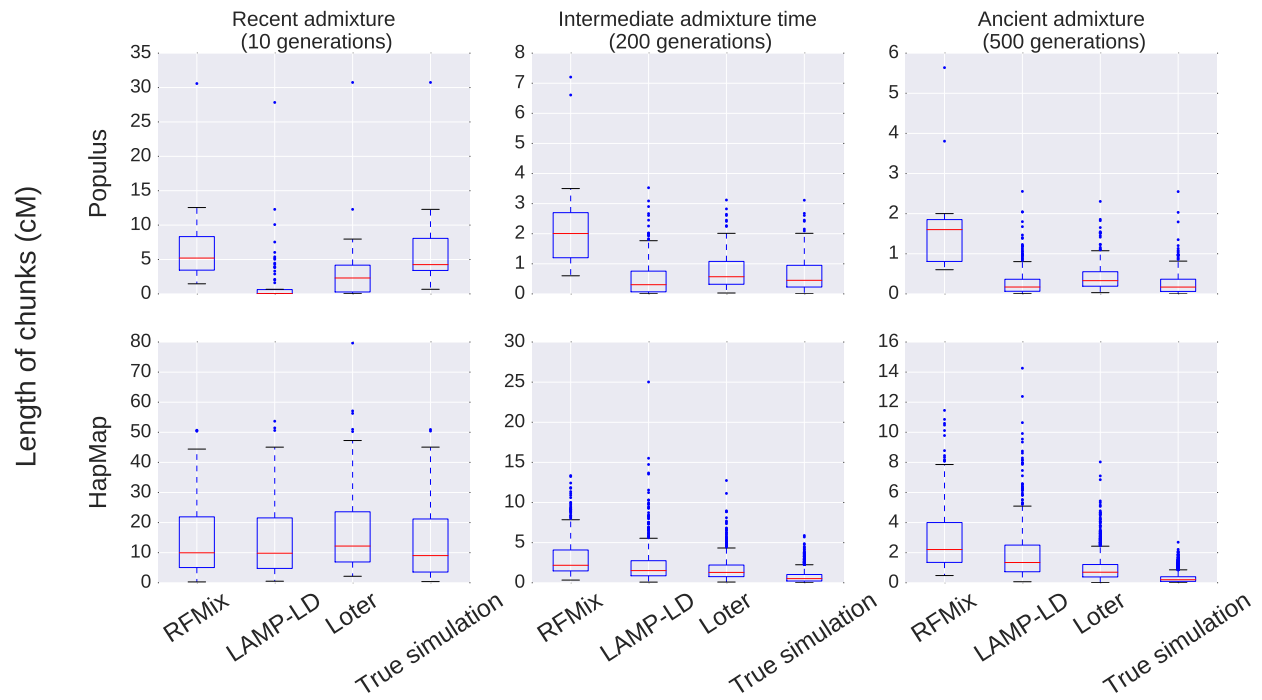 Recent admixture
(10 generations)
Intermediate admixture time
(200 generations)
Ancient admixture
(500 generations)
Length of chunks (cM)
Populus
35
30
25
20
15
10
5
0
8
7
6
5
4
3
2
1
0
6
5
4
3
2
1
0
HapMap
80
70
60
50
40
30
20
10
0
30
25
20
15
10
5
0
16
14
12
10
8
6
4
2
0
RFMix
LAMP-LD
Loter
True simulation
RFMix
LAMP-LD
Loter
True simulation
RFMix
LAMP-LD
Loter
True simulation